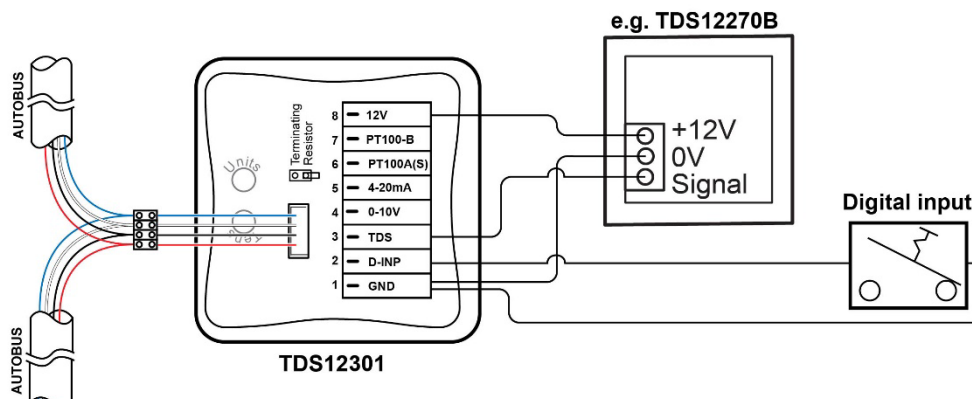 e.g. TDS12270B
AUTOBUS
Terminating
Resistor
Units
Tens
8 12V
7 PT100-B
6 PT100A(S)
5 4-20mA
4 0-10V
3 TDS
2 D-INP
1 GND
+12V
0V
Signal
Digital input
TDS12301
AUTOBUS